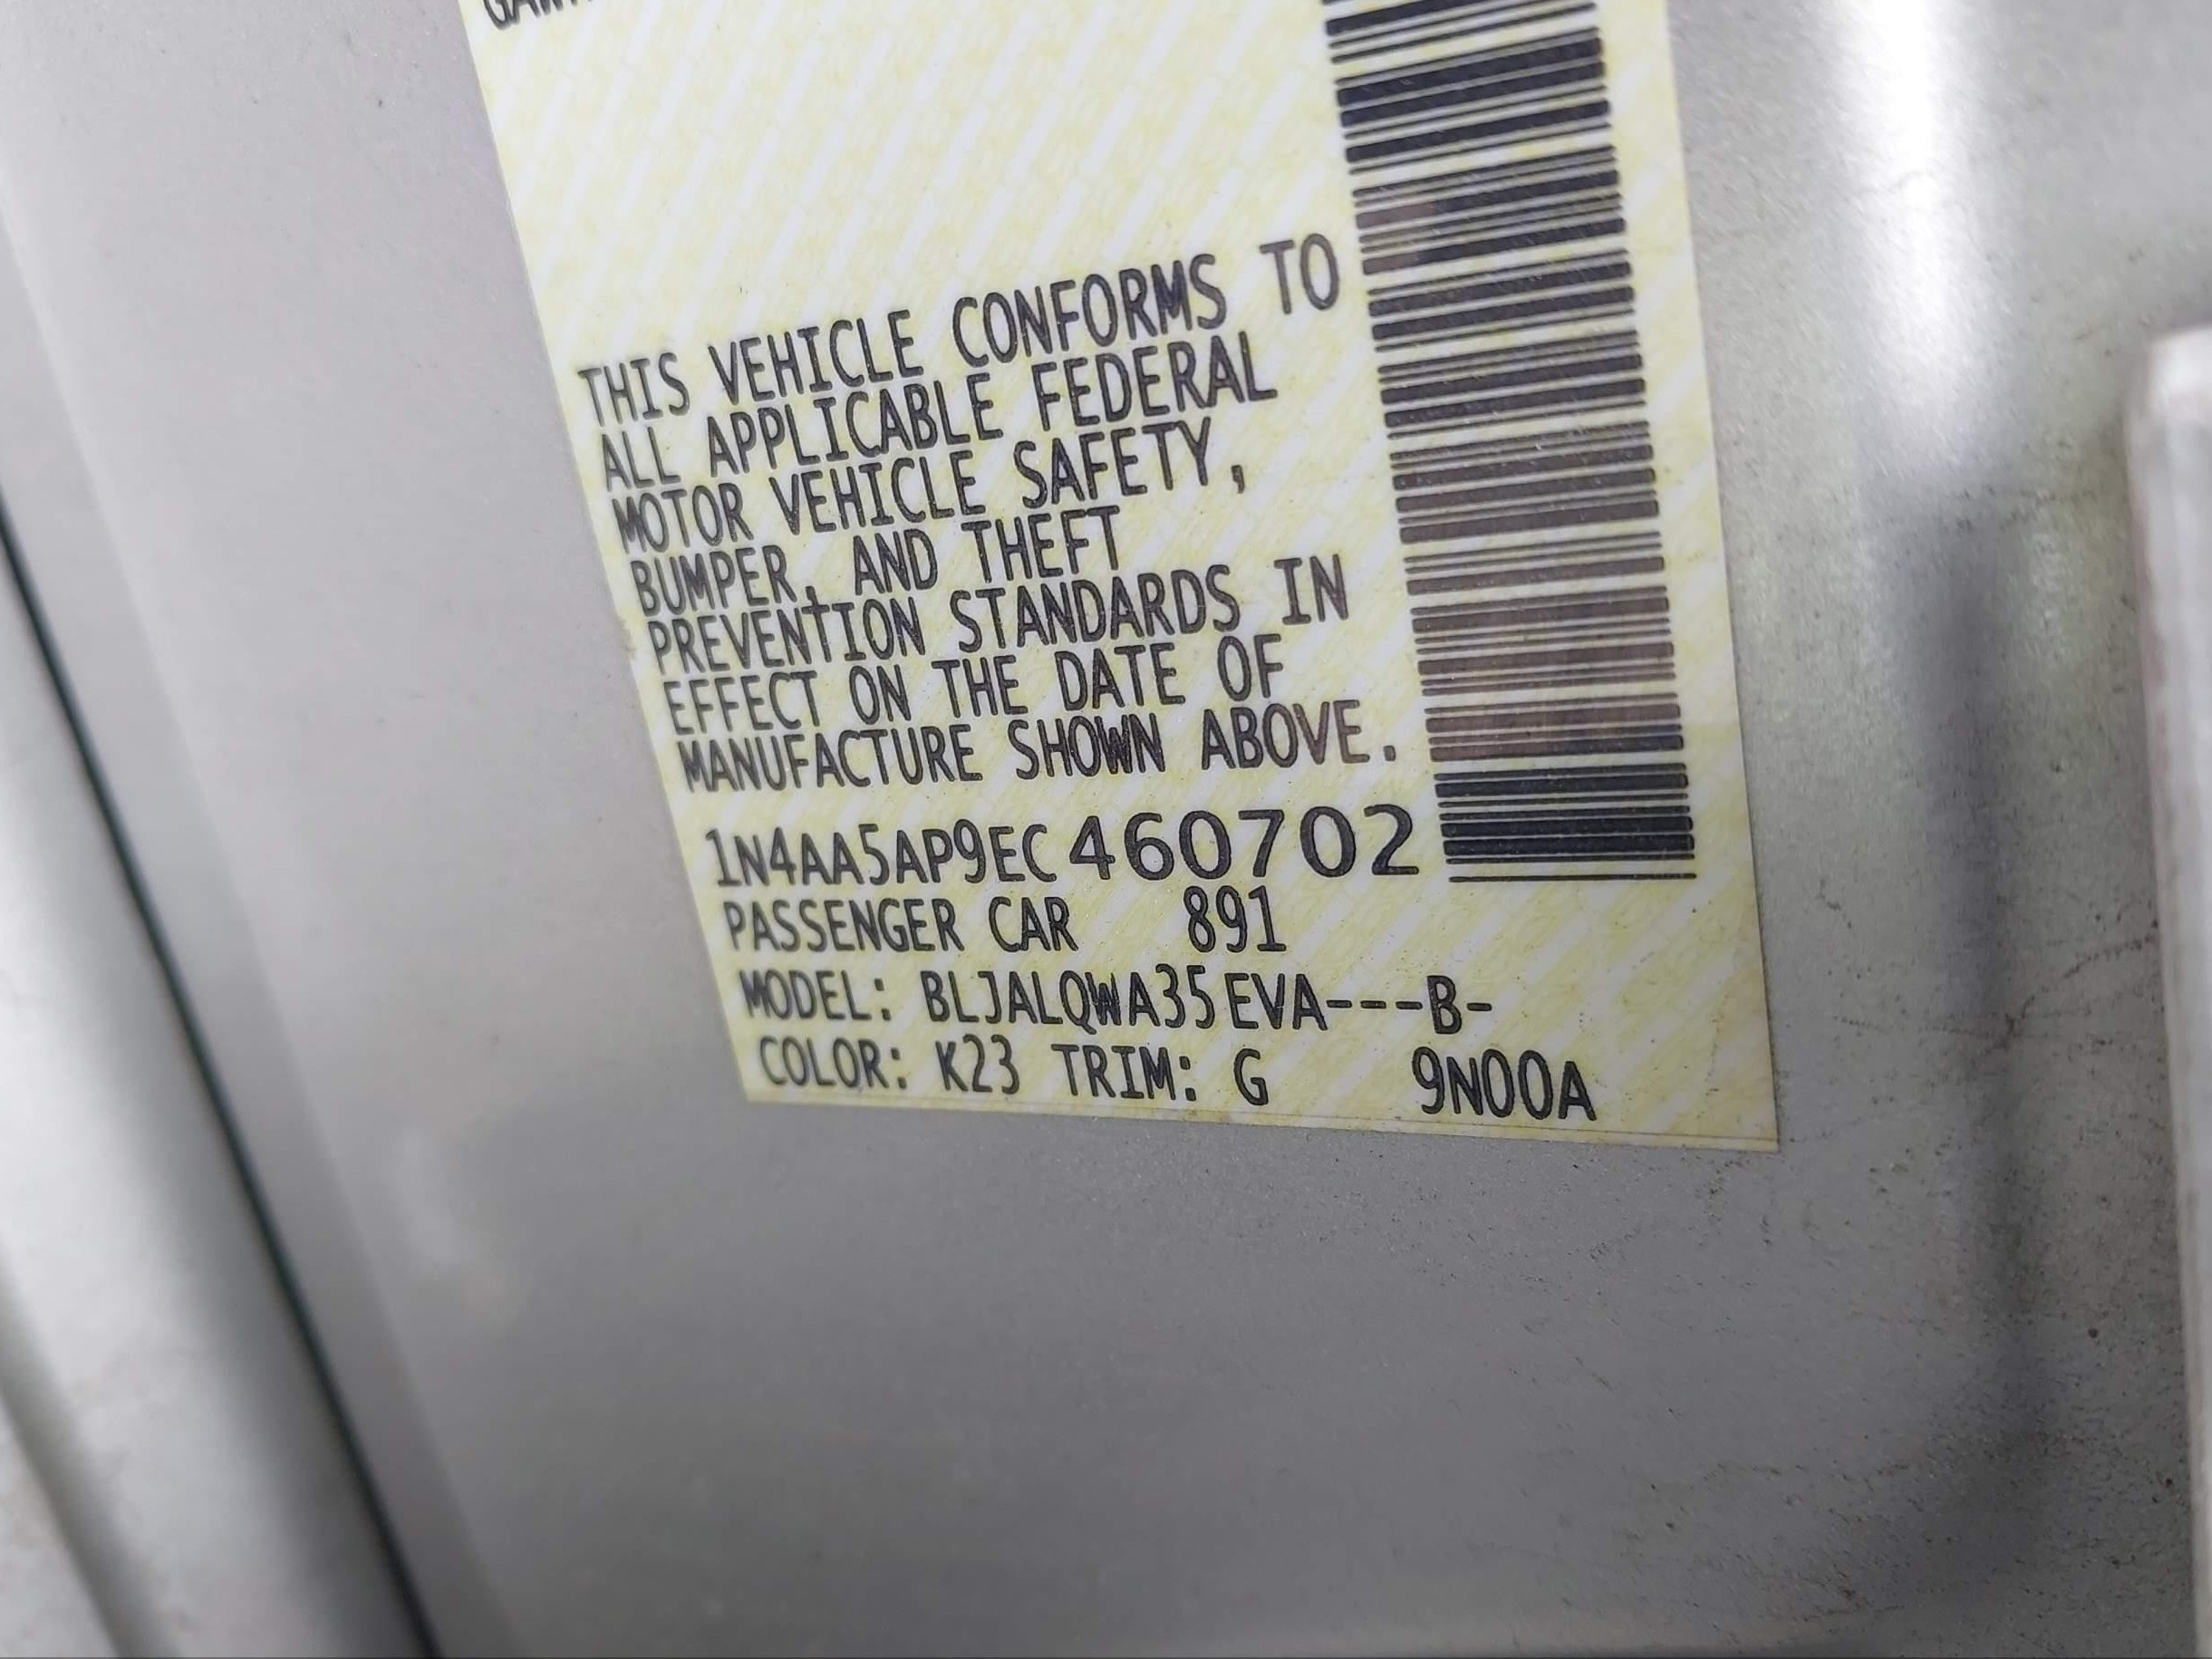 THIS VEHICLE CONFORMS TO
ALL APPLICABLE FEDERAL
MOTOR VEHICLE SAFETY,
BUMPER, AND THEFT
PREVENTION STANDARDS IN
EFFECT ON THE DATE OF
MANUFACTURE SHOWN ABOVE.
1N4AA5AP9EC460702
PASSENGER CAR 891
MODEL: BLJALQWA35EVA---B-
COLOR: K23 TRIM: G 9N00A